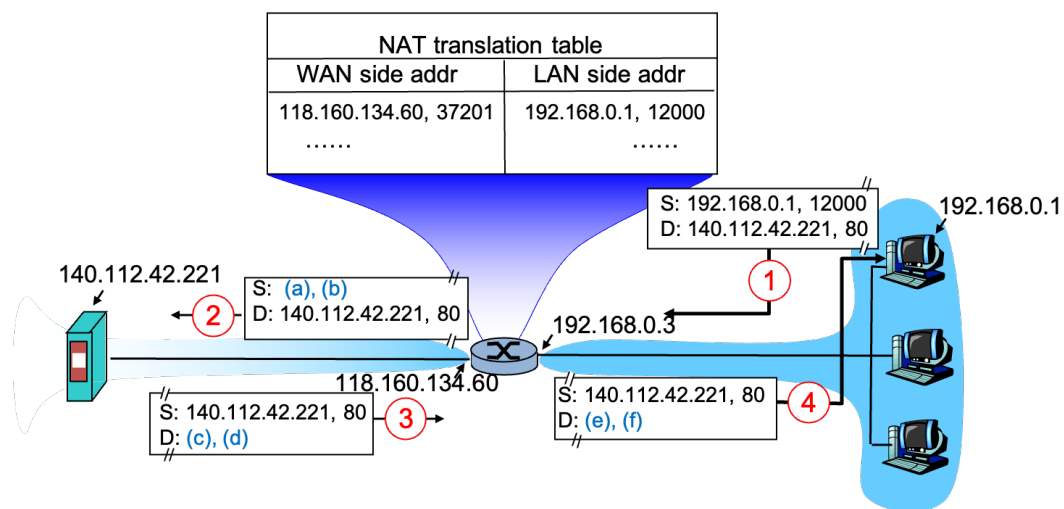 NAT translation table
WAN side addr LAN side addr
118.160.134.60, 37201 192.168.0.1, 12000
...... ......
S: 192.168.0.1, 12000
D: 140.112.42.221, 80
192.168.0.1
1
140.112.42.221
2
S: (a), (b)
D: 140.112.42.221, 80
192.168.0.3
118.160.134.60
S: 140.112.42.221, 80
D: (c), (d)
3
S: 140.112.42.221, 80
D: (e), (f)
4